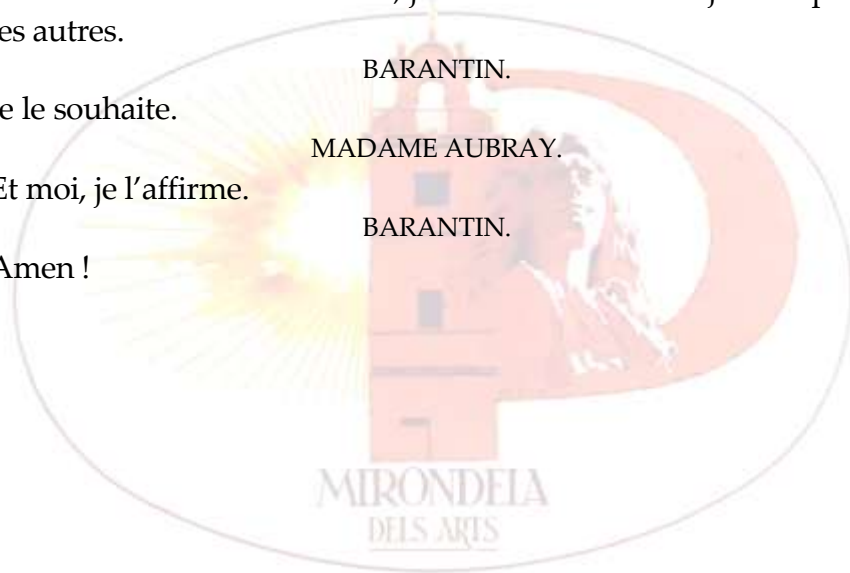 es autres.
BARANTIN.
e le souhaite.
MADAME AUBRAY.
Et moi, je l’affirme.
BARANTIN.
Amen !
MIRONDELA
DELS ARTS